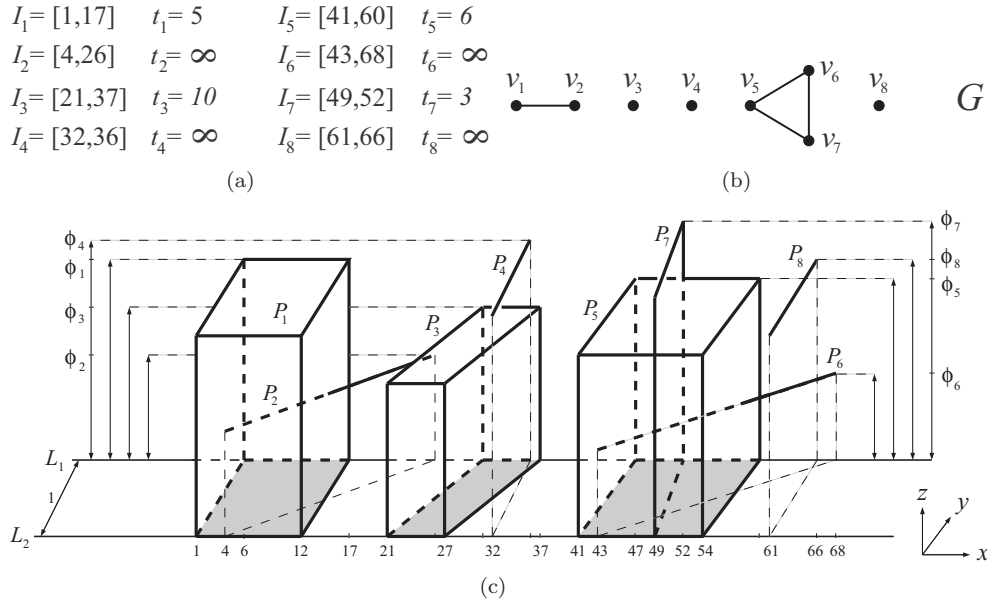 I₁= [1,17] t₁= 5 I₅= [41,60] t₅= 6
I₂= [4,26] t₂= ∞ I₆= [43,68] t₆= ∞
I₃= [21,37] t₃= 10 I₇= [49,52] t₇= 3
I₄= [32,36] t₄= ∞ I₈= [61,66] t₈= ∞
v₁ v₂ v₃ v₄ v₅ v₆ v₇ v₈ G
(a) (b)
ϕ₄ ϕ₁ ϕ₃ ϕ₂
P₁ P₂ P₃ P₄ P₅ P₆ P₇ P₈
ϕ₇ ϕ₈ ϕ₅ ϕ₆
L₁
1
L₂
z y x
1 4 6 12 17 21 27 32 37 41 43 47 49 52 54 61 66 68
(c)